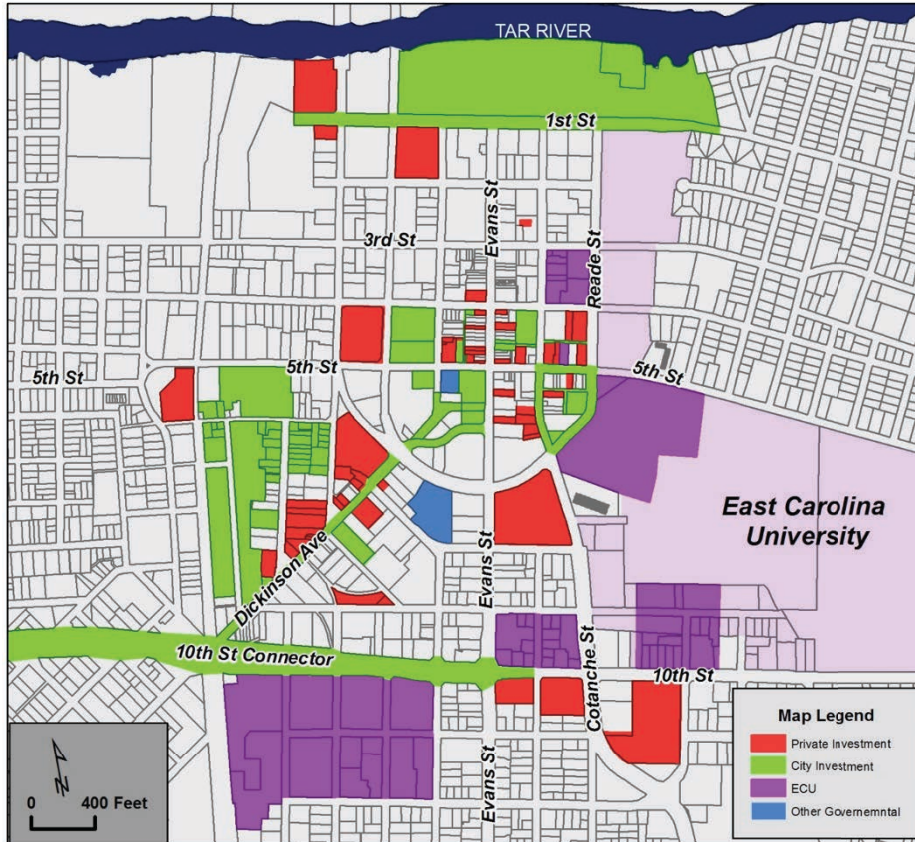 TAR RIVER
1st St
Evans St
3rd St
Reade St
5th St
5th St
5th St
East Carolina
University
Evans St
Dickinson Ave
10th St Connector
Cotanche St
10th St
Evans St
Map Legend
Private Investment
City Investment
ECU
Other Governemntal
N
0 400 Feet